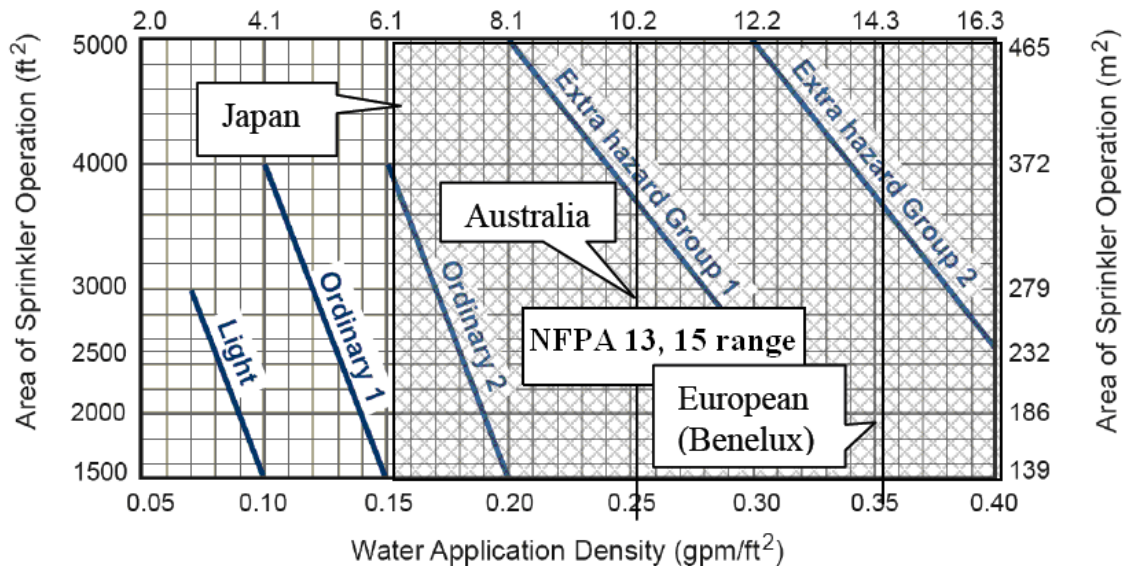 2.0 4.1 6.1 8.1 10.2 12.2 14.3 16.3
Area of Sprinkler Operation (ft2)
5000
4000
3000
2500
2000
1500
465
372
279
232
186
139
Area of Sprinkler Operation (m2)
Japan
Australia
NFPA 13, 15 range
European
(Benelux)
Light
Ordinary 1
Ordinary 2
Extra hazard Group 1
Extra hazard Group 2
0.05 0.10 0.15 0.20 0.25 0.30 0.35 0.40
Water Application Density (gpm/ft2)